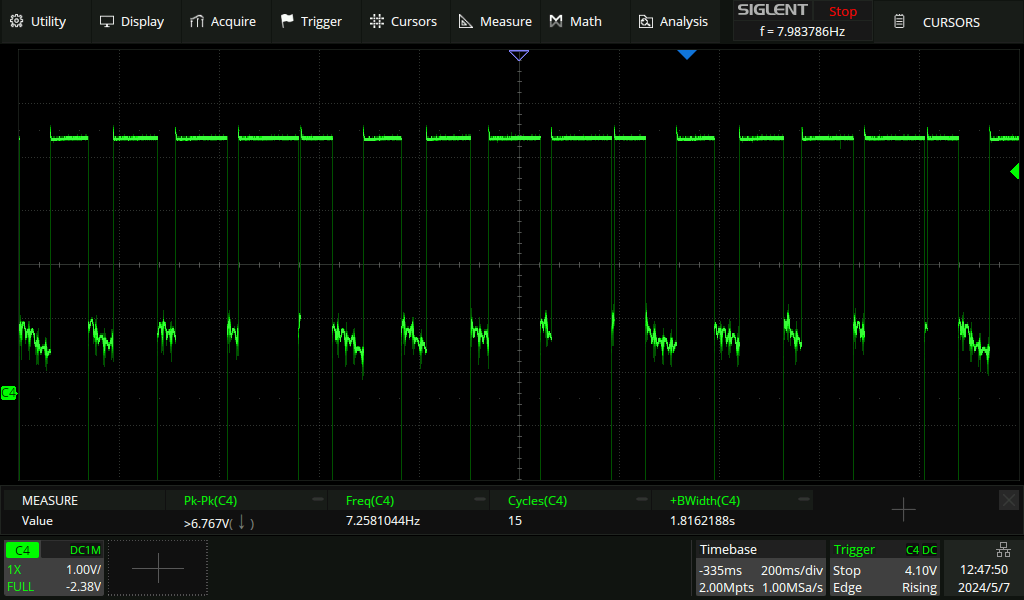 Utility Display Acquire Trigger Cursors Measure Math Analysis SIGLENT Stop CURSORS
f = 7.983786Hz
C4
MEASURE Pk-Pk(C4) Freq(C4) Cycles(C4) +BWidth(C4)
Value >6.767V(↓) 7.2581044Hz 15 1.8162188s
C4 DC1M Timebase Trigger C4 DC
1X 1.00V/ -335ms 200ms/div Stop 4.10V 12:47:50
FULL -2.38V 2.00Mpts 1.00MSa/s Edge Rising 2024/5/7